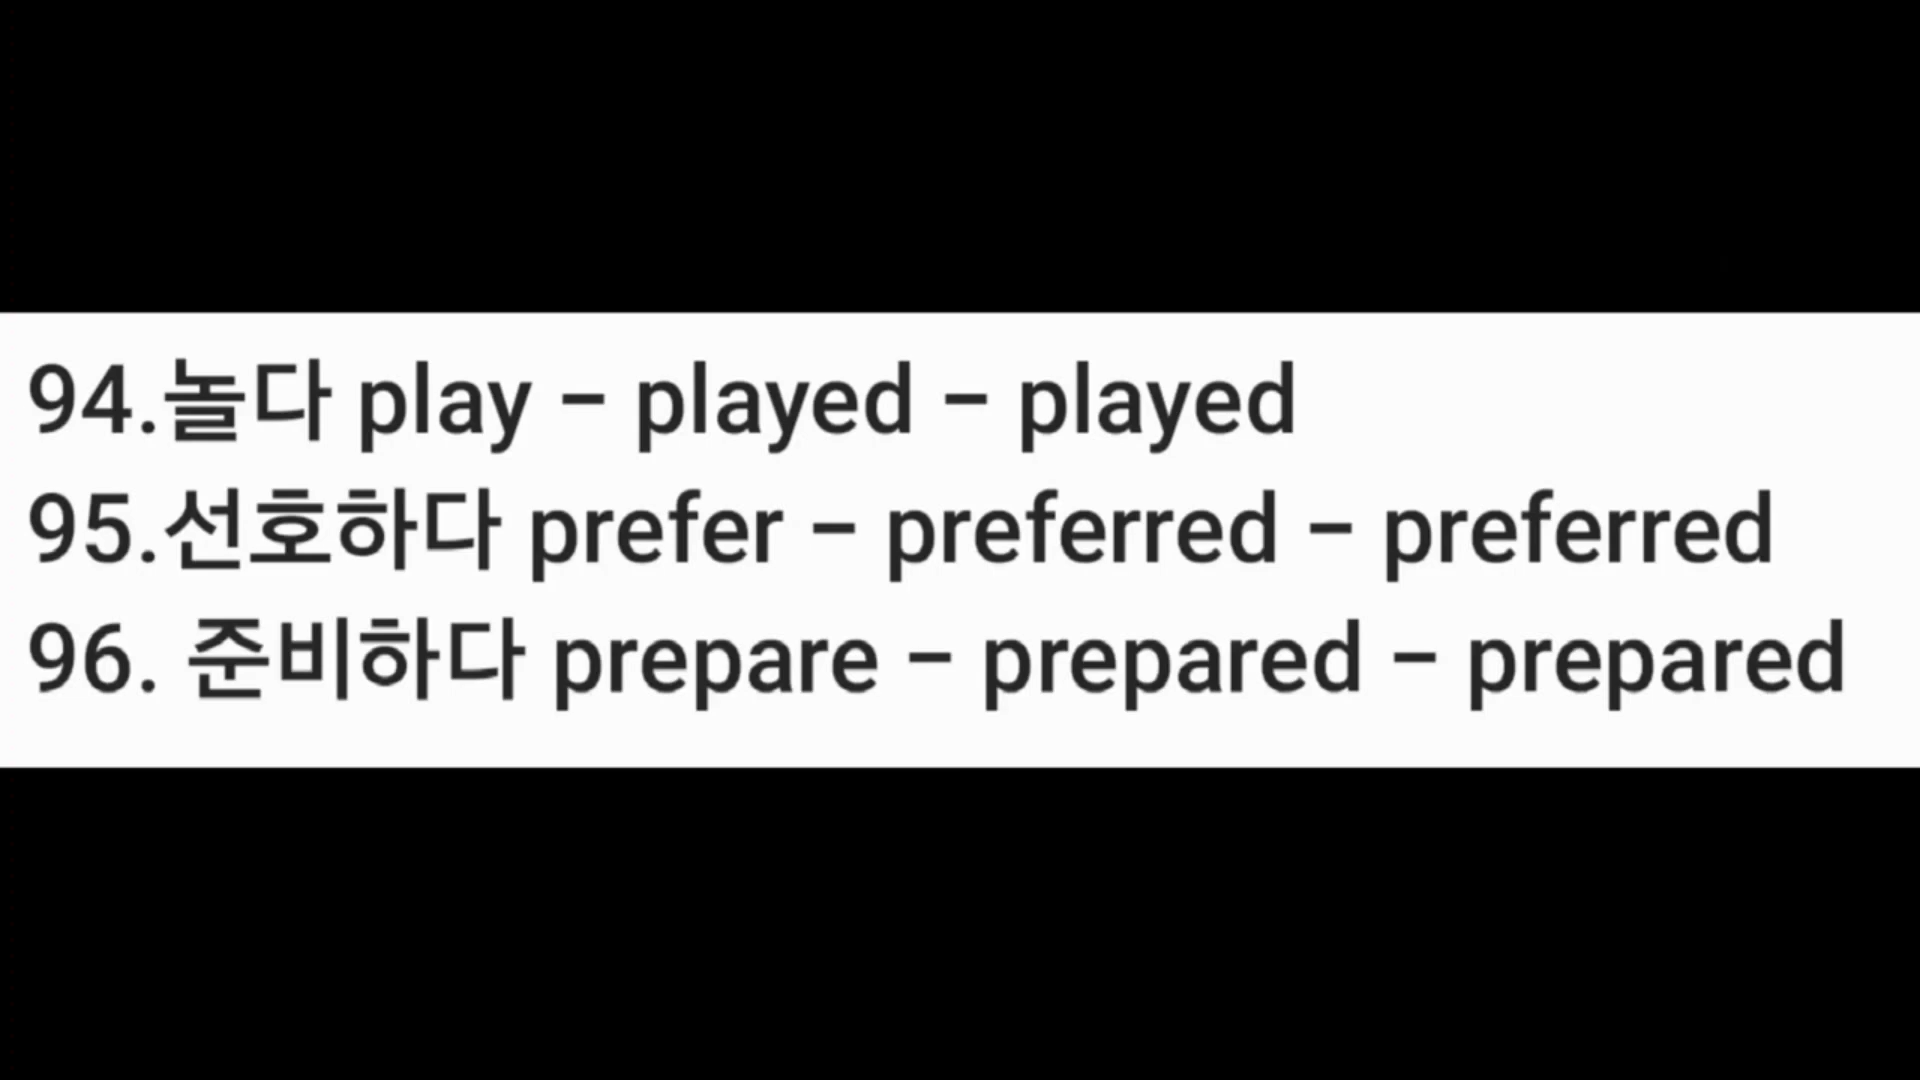 94.놀다 play – played – played
95.선호하다 prefer – preferred – preferred
96. 준비하다 prepare – prepared – prepared